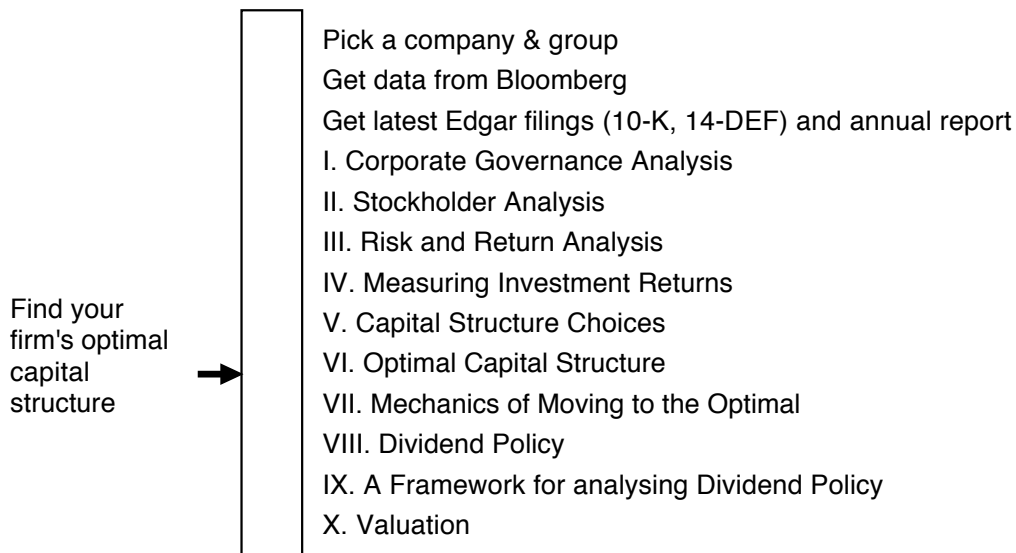 Pick a company & group
Get data from Bloomberg
Get latest Edgar filings (10-K, 14-DEF) and annual report
I. Corporate Governance Analysis
II. Stockholder Analysis
III. Risk and Return Analysis
IV. Measuring Investment Returns
V. Capital Structure Choices
VI. Optimal Capital Structure
VII. Mechanics of Moving to the Optimal
VIII. Dividend Policy
IX. A Framework for analysing Dividend Policy
X. Valuation
Find your
firm's optimal
capital
structure